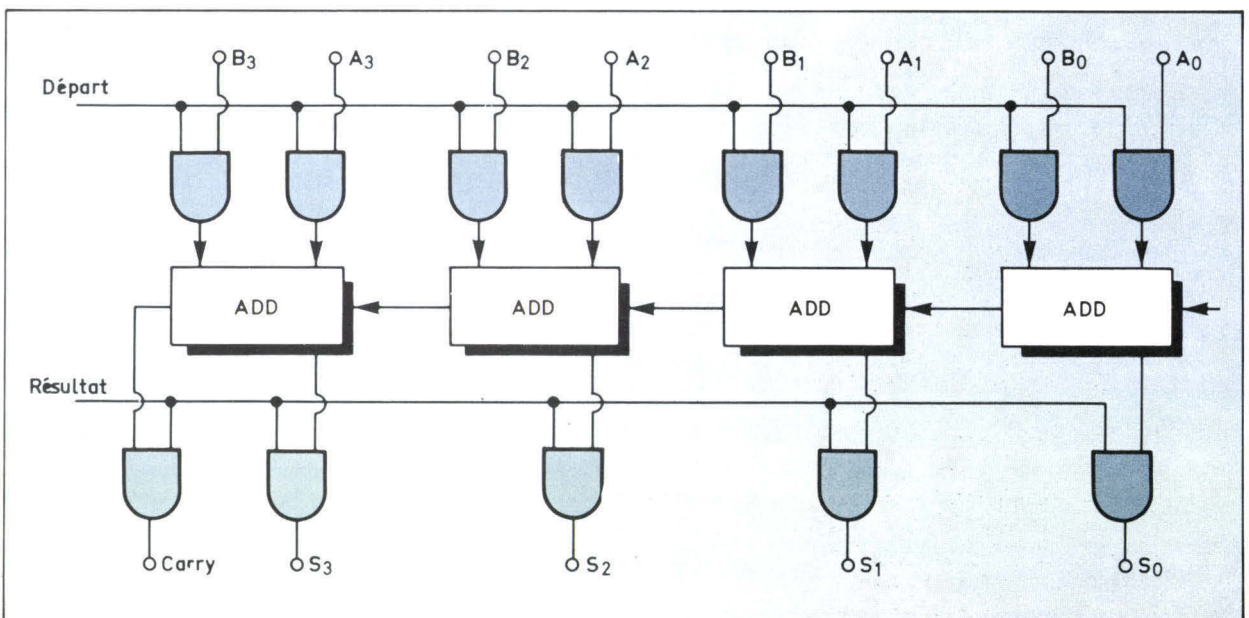 B3 A3 B2 A2 B1 A1 B0 A0
Départ
ADD ADD ADD ADD
Résultat
Carry S3 S2 S1 S0